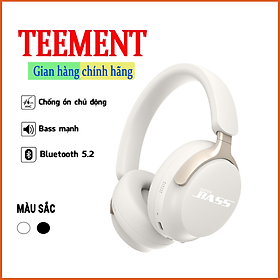 TEEMENT
Gian hàng chính hãng
Chống ồn chủ động
Bass mạnh
Bluetooth 5.2
MÀU SẮC
BASS